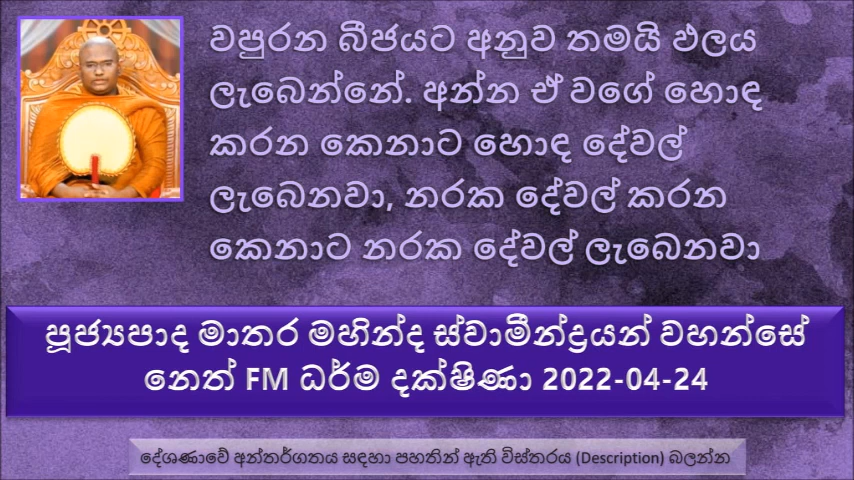 වපුරන බීජයට අනුව තමයි ඵලය
ලැබෙන්නේ. අන්න ඒ වගේ හොඳ
කරන කෙනාට හොඳ දේවල්
ලැබෙනවා, නරක දේවල් කරන
කෙනාට නරක දේවල් ලැබෙනවා
පූජ්‍යපාද මාතර මහින්ද ස්වාමීන්ද්‍රයන් වහන්සේ
නෙත් FM ධර්ම දක්ෂිණා 2022-04-24
දේශණාවේ අන්තර්ගතය සඳහා පහතින් ඇති විස්තරය (Description) බලන්න